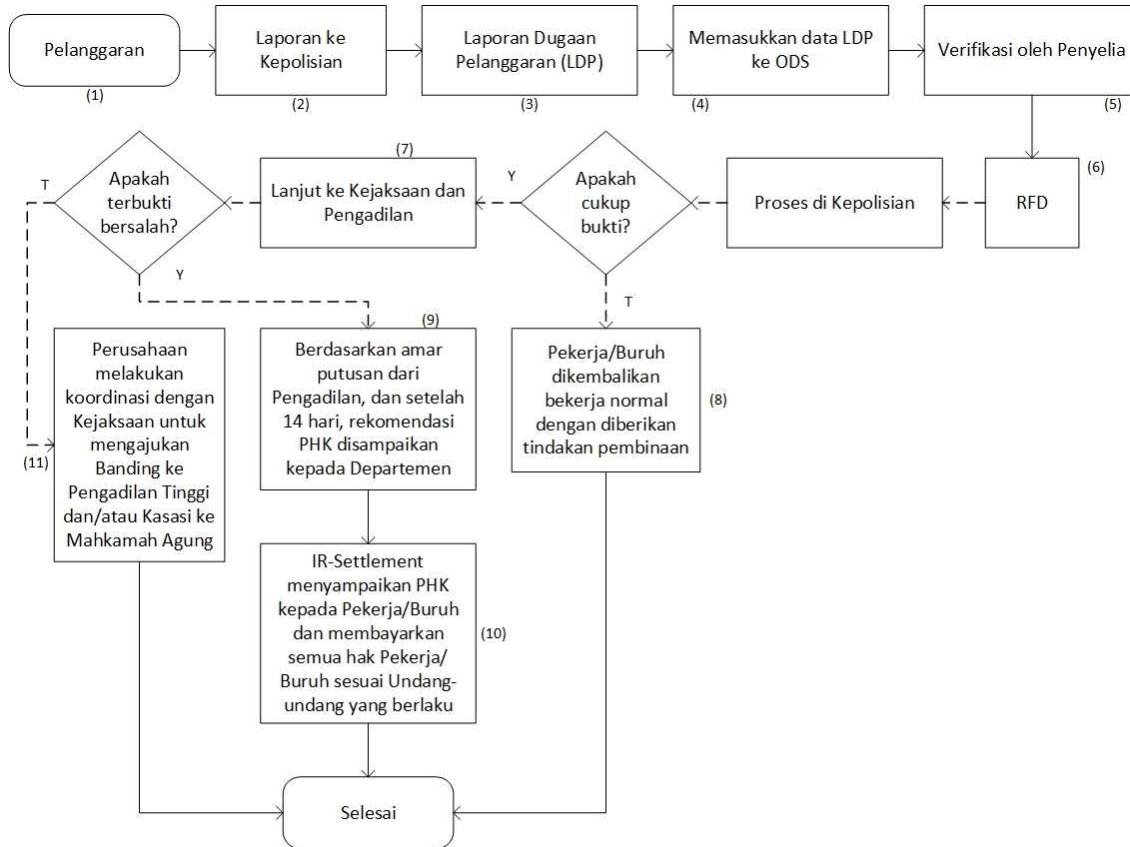 Pelanggaran
(1)
Laporan ke
Kepolisian
(2)
Laporan Dugaan
Pelanggaran (LDP)
(3)
Memasukkan data LDP
ke ODS
(4)
Verifikasi oleh Penyelia
(5)
(6)
RFD
Proses di Kepolisian
Apakah
cukup
bukti?
Y
T
(7)
Lanjut ke Kejaksaan dan
Pengadilan
Apakah
terbukti
bersalah?
T
Y
(8)
Pekerja/Buruh
dikembalikan
bekerja normal
dengan diberikan
tindakan pembinaan
(9)
Berdasarkan amar
putusan dari
Pengadilan, dan setelah
14 hari, rekomendasi
PHK disampaikan
kepada Departemen
(10)
IR-Settlement
menyampaikan PHK
kepada Pekerja/Buruh
dan membayarkan
semua hak Pekerja/
Buruh sesuai Undang-
undang yang berlaku
(11)
Perusahaan
melakukan
koordinasi dengan
Kejaksaan untuk
mengajukan
Banding ke
Pengadilan Tinggi
dan/atau Kasasi ke
Mahkamah Agung
Selesai